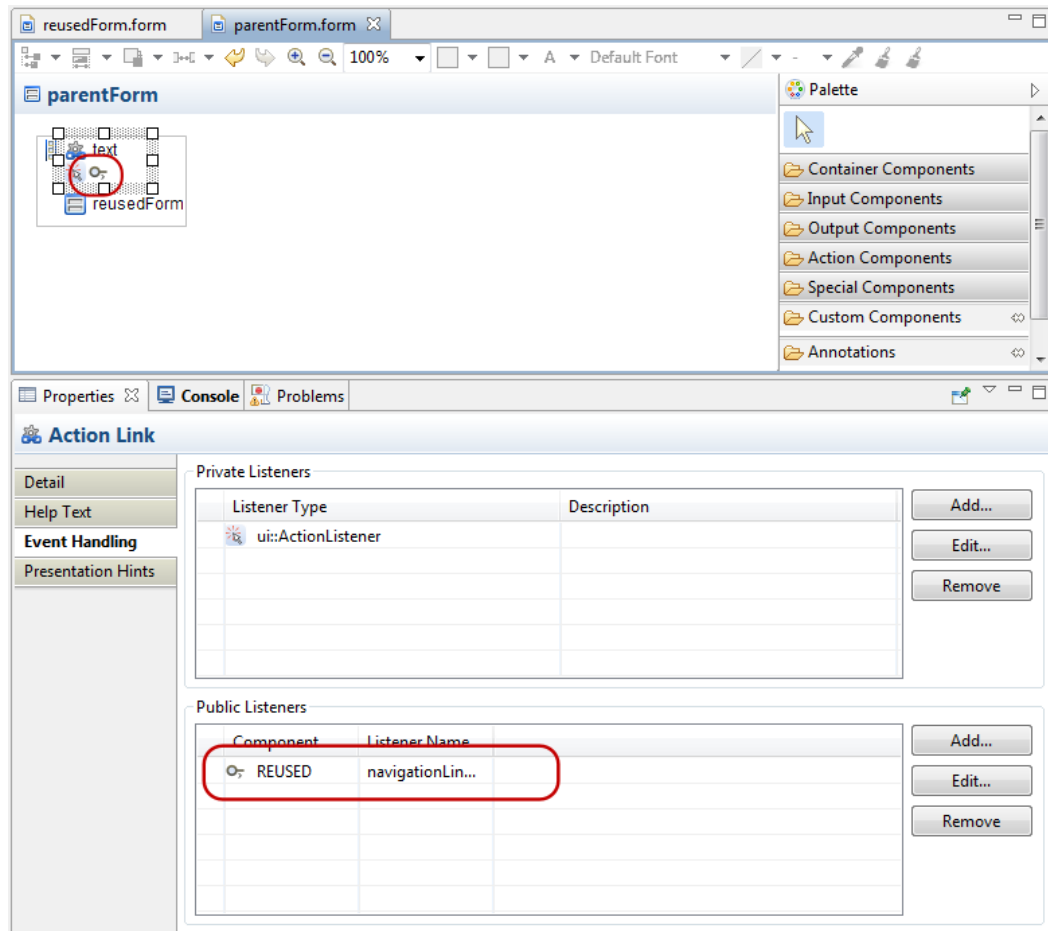 reusedForm.form parentForm.form
100% A Default Font
parentForm Palette
text
reusedForm
Container Components
Input Components
Output Components
Action Components
Special Components
Custom Components
Annotations
Properties Console Problems
Action Link
Detail
Help Text
Event Handling
Presentation Hints
Private Listeners
Listener Type Description
ui::ActionListener
Add...
Edit...
Remove
Public Listeners
Component Listener Name
REUSED navigationLin...
Add...
Edit...
Remove